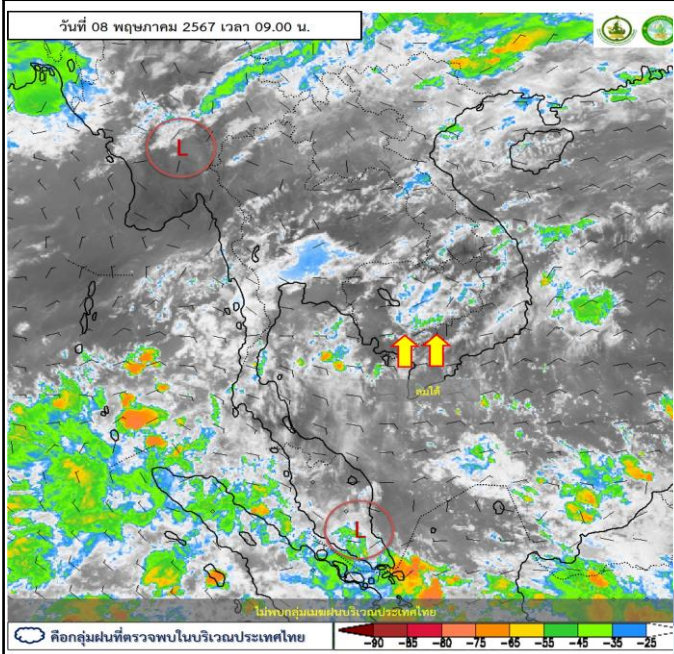 วันที่ 08 พฤษภาคม 2567 เวลา 09.00 น.
L
ลมใต้
L
ไม่พบกลุ่มเมฆฝนบริเวณประเทศไทย
คือกลุ่มฝนที่ตรวจพบในบริเวณประเทศไทย
-90 -85 -80 -75 -65 -55 -45 -35 -25